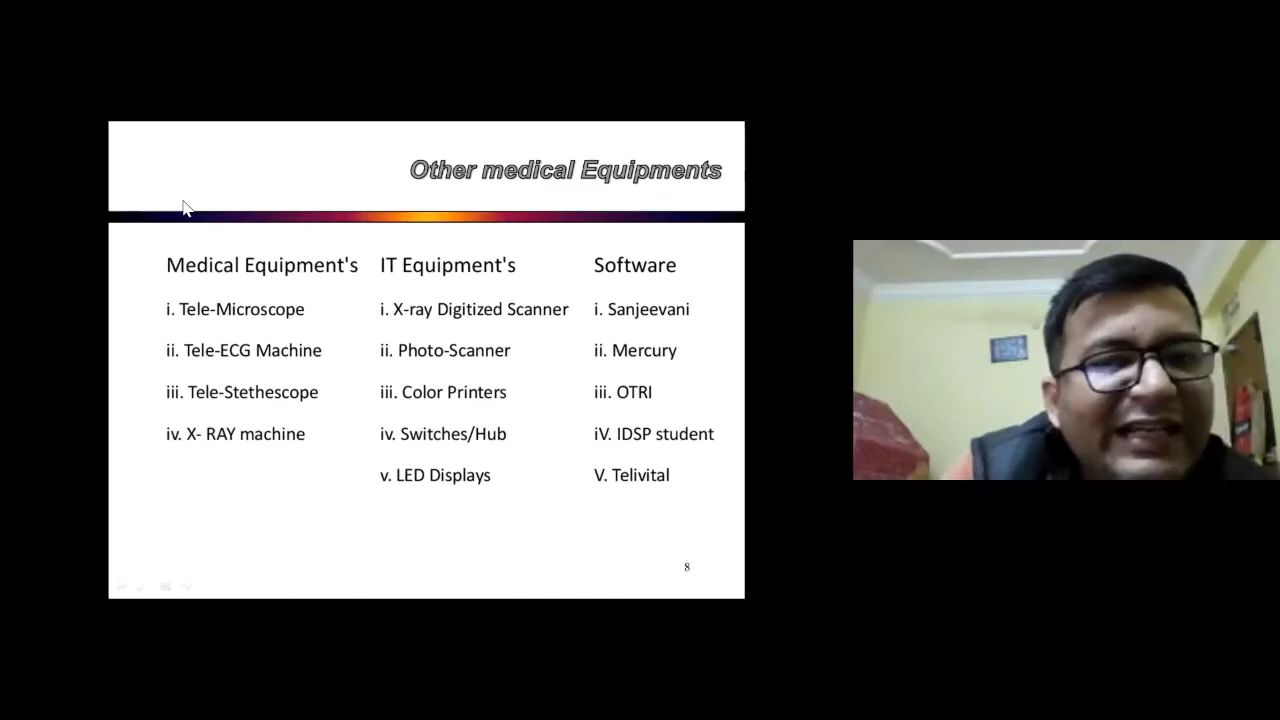 Other medical Equipments
Medical Equipment's
i. Tele-Microscope
ii. Tele-ECG Machine
iii. Tele-Stethescope
iv. X- RAY machine
IT Equipment's
i. X-ray Digitized Scanner
ii. Photo-Scanner
iii. Color Printers
iv. Switches/Hub
v. LED Displays
Software
i. Sanjeevani
ii. Mercury
iii. OTRI
iV. IDSP student
V. Telivital
8